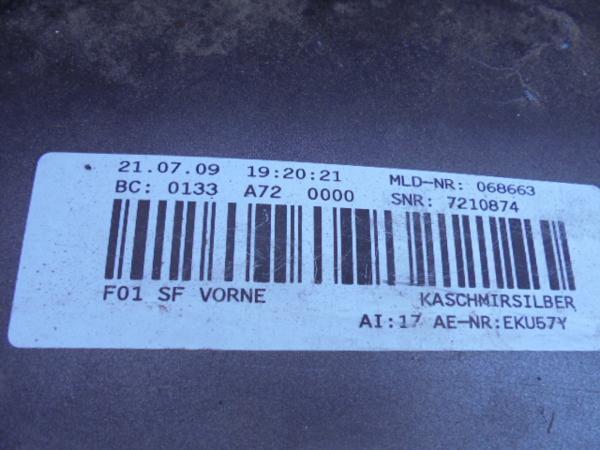 21.07.09 19:20:21 MLD-NR: 068663
BC: 0133 A72 0000 SNR: 7210874
F01 SF VORNE KASCHMIRSILBER
AI:17 AE-NR:EKU57Y